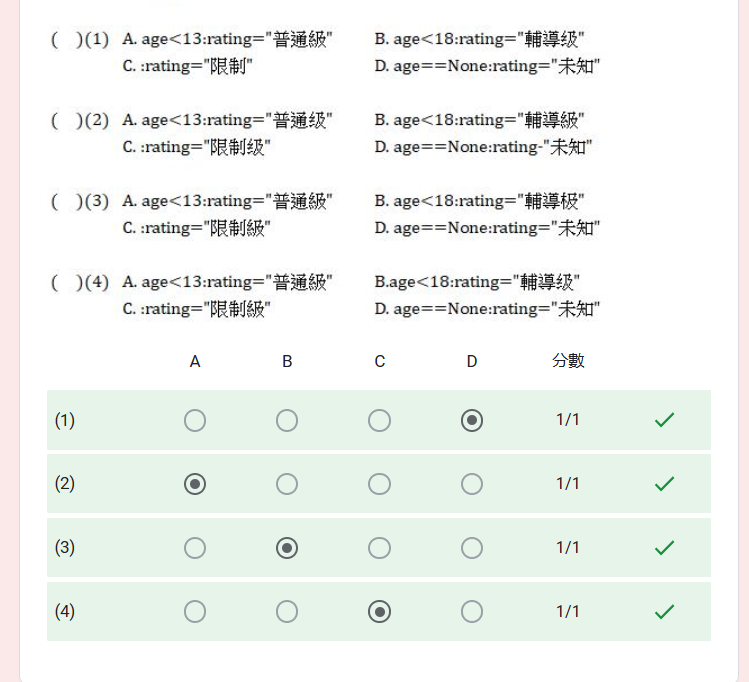 ( )(1) A. age<13:rating="普通級" B. age<18:rating="輔導级"
C. :rating="限制" D. age==None:rating="未知"
( )(2) A. age<13:rating="普通级" B. age<18:rating="輔導級"
C. :rating="限制级" D. age==None:rating-"未知"
( )(3) A. age<13:rating="普通級" B. age<18:rating="輔導极"
C. :rating="限制級" D. age==None:rating="未知"
( )(4) A. age<13:rating="普通級" B.age<18:rating="輔導级"
C. :rating="限制級" D. age==None:rating="未知"
A B C D 分數
(1) 1/1
(2) 1/1
(3) 1/1
(4) 1/1